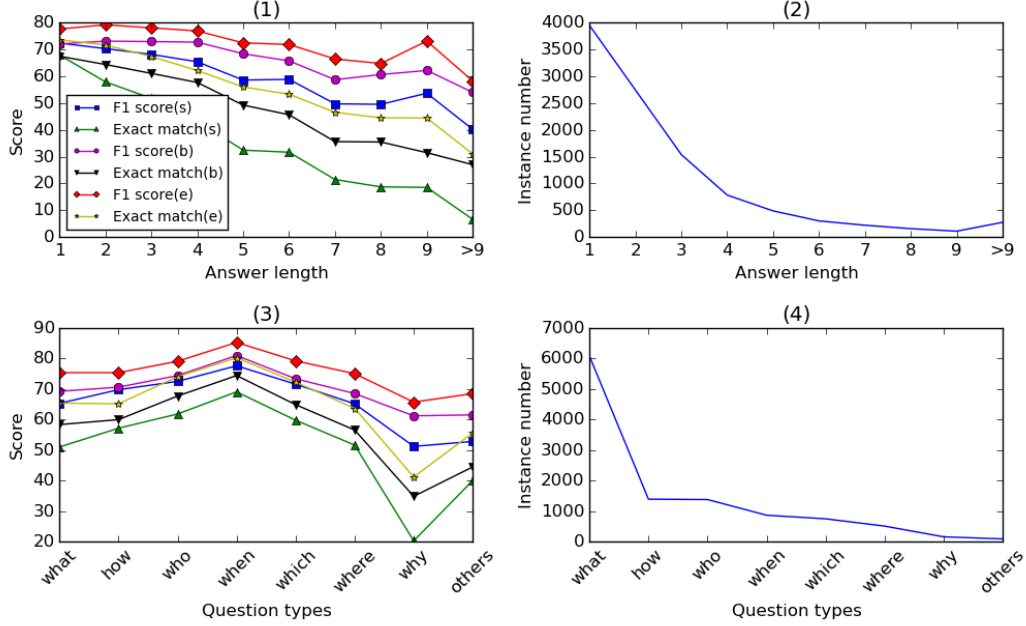 (1)
Score
80
70
60
50
40
30
20
10
0
F1 score(s)
Exact match(s)
F1 score(b)
Exact match(b)
F1 score(e)
Exact match(e)
1 2 3 4 5 6 7 8 9 >9
Answer length
(2)
Instance number
4000
3500
3000
2500
2000
1500
1000
500
0
1 2 3 4 5 6 7 8 9 >9
Answer length
(3)
Score
90
80
70
60
50
40
30
20
what how who when which where why others
Question types
(4)
Instance number
7000
6000
5000
4000
3000
2000
1000
0
what how who when which where why others
Question types